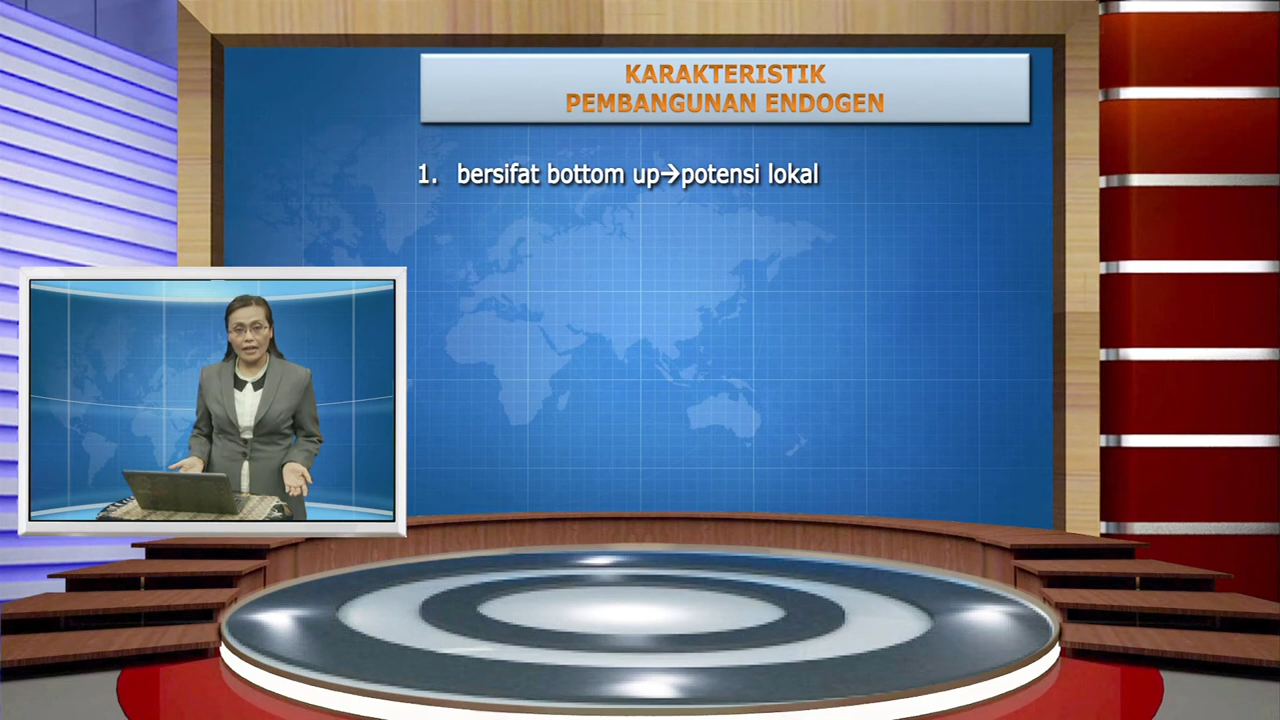 KARAKTERISTIK
PEMBANGUNAN ENDOGEN
1. bersifat bottom up→potensi lokal